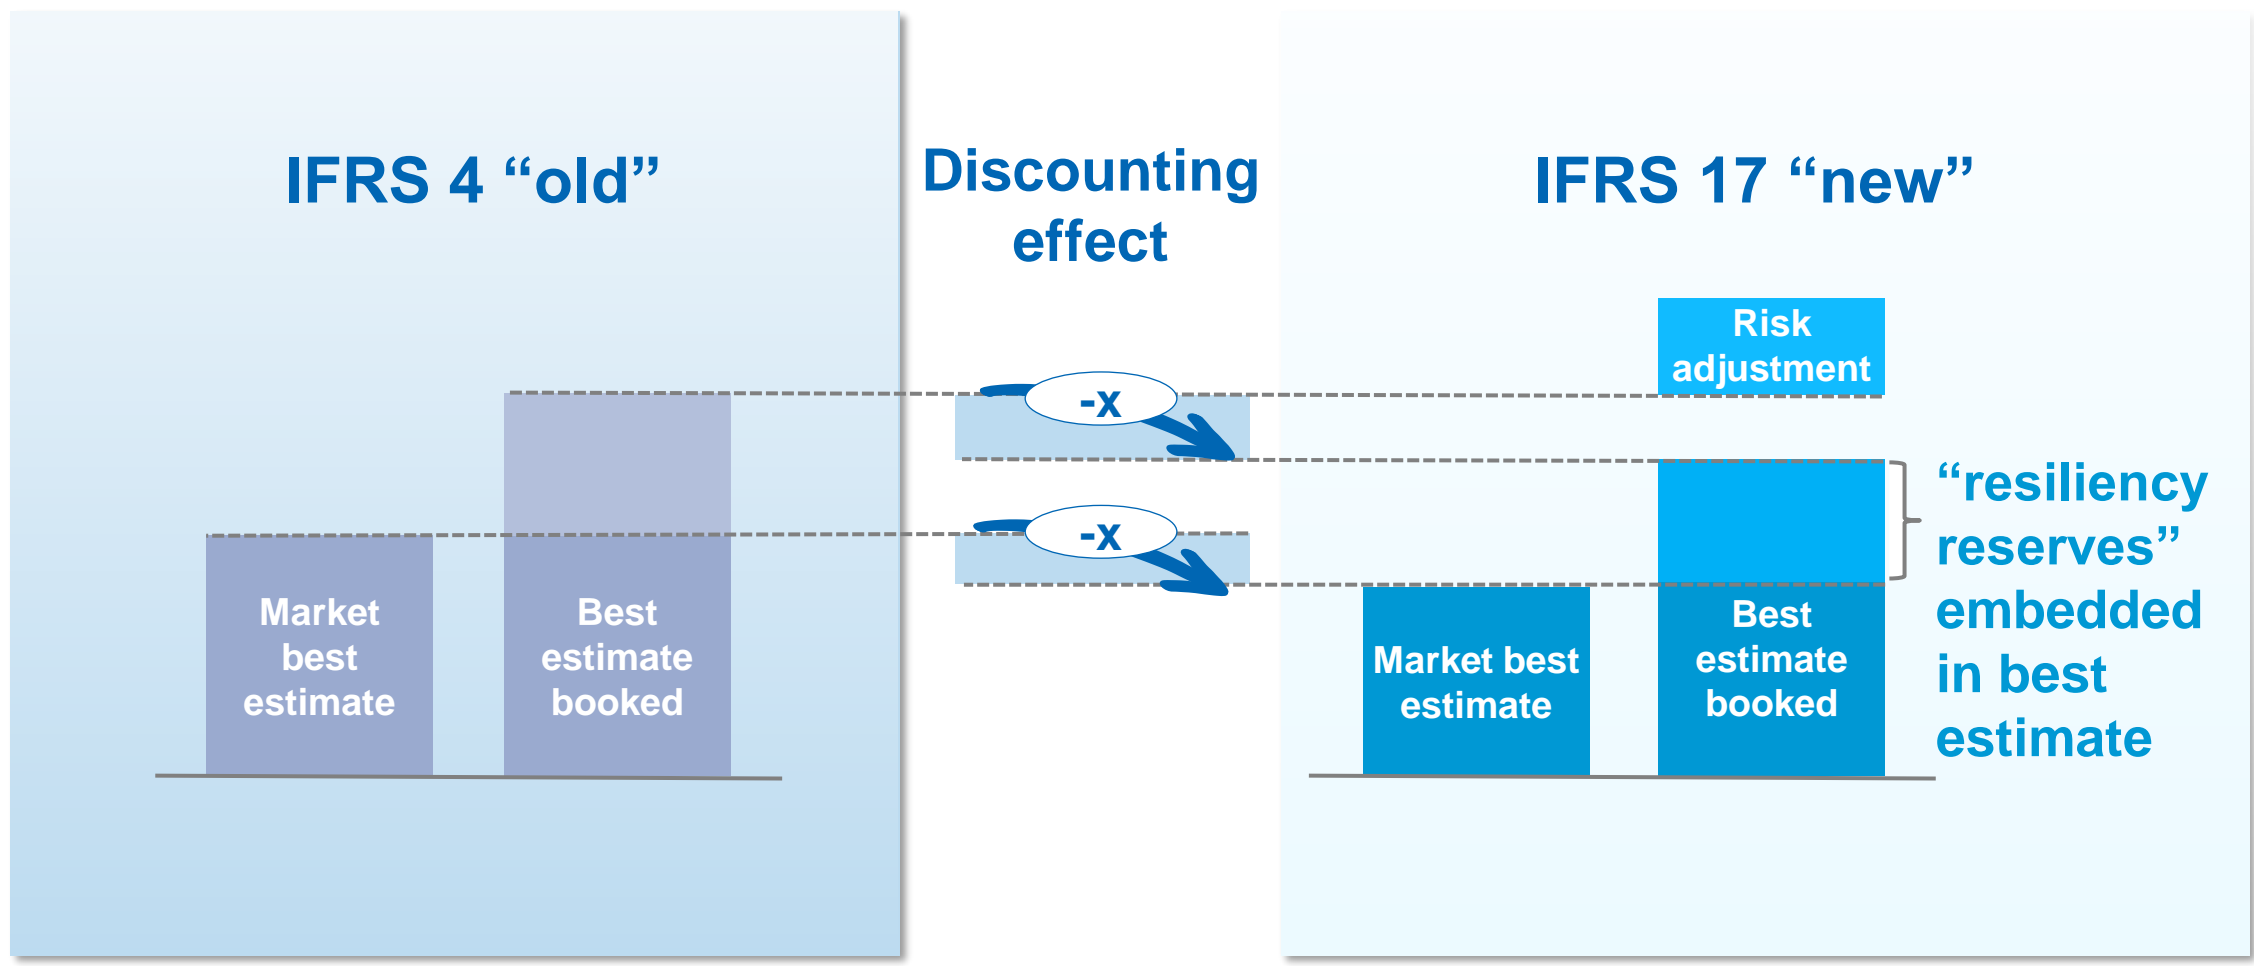 IFRS 4 “old”
Market
best
estimate
Best
estimate
booked
Discounting
effect
-x
-x
IFRS 17 “new”
Risk
adjustment
Market best
estimate
Best
estimate
booked
“resiliency
reserves”
embedded
in best
estimate